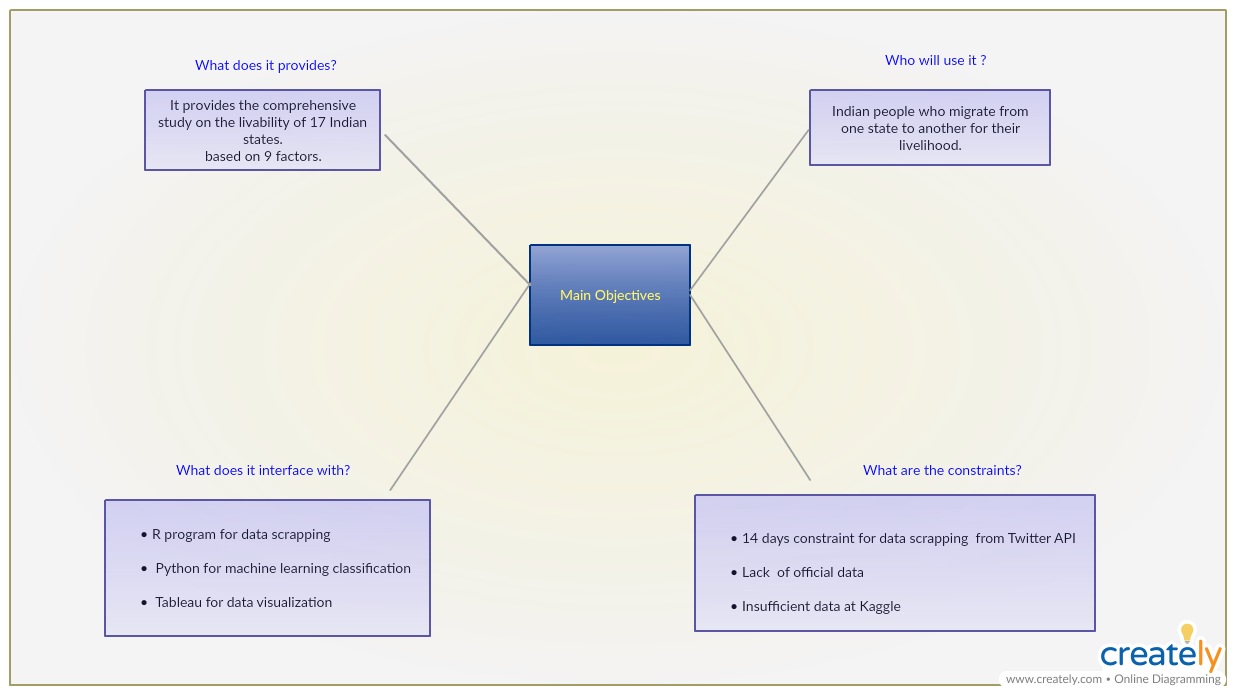 What does it provides?
It provides the comprehensive
study on the livability of 17 Indian
states.
based on 9 factors.
Who will use it ?
Indian people who migrate from
one state to another for their
livelihood.
Main Objectives
What does it interface with?
• R program for data scrapping
• Python for machine learning classification
• Tableau for data visualization
What are the constraints?
• 14 days constraint for data scrapping from Twitter API
• Lack of official data
• Insufficient data at Kaggle
creately
www.creately.com • Online Diagramming